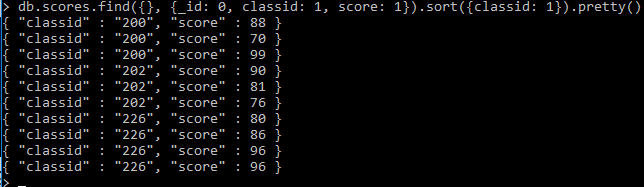 > db.scores.find({}, {_id: 0, classid: 1, score: 1}).sort({classid: 1}).pretty()
{ "classid" : "200", "score" : 88 }
{ "classid" : "200", "score" : 70 }
{ "classid" : "200", "score" : 99 }
{ "classid" : "202", "score" : 90 }
{ "classid" : "202", "score" : 81 }
{ "classid" : "202", "score" : 76 }
{ "classid" : "226", "score" : 80 }
{ "classid" : "226", "score" : 86 }
{ "classid" : "226", "score" : 96 }
{ "classid" : "226", "score" : 96 }
> _